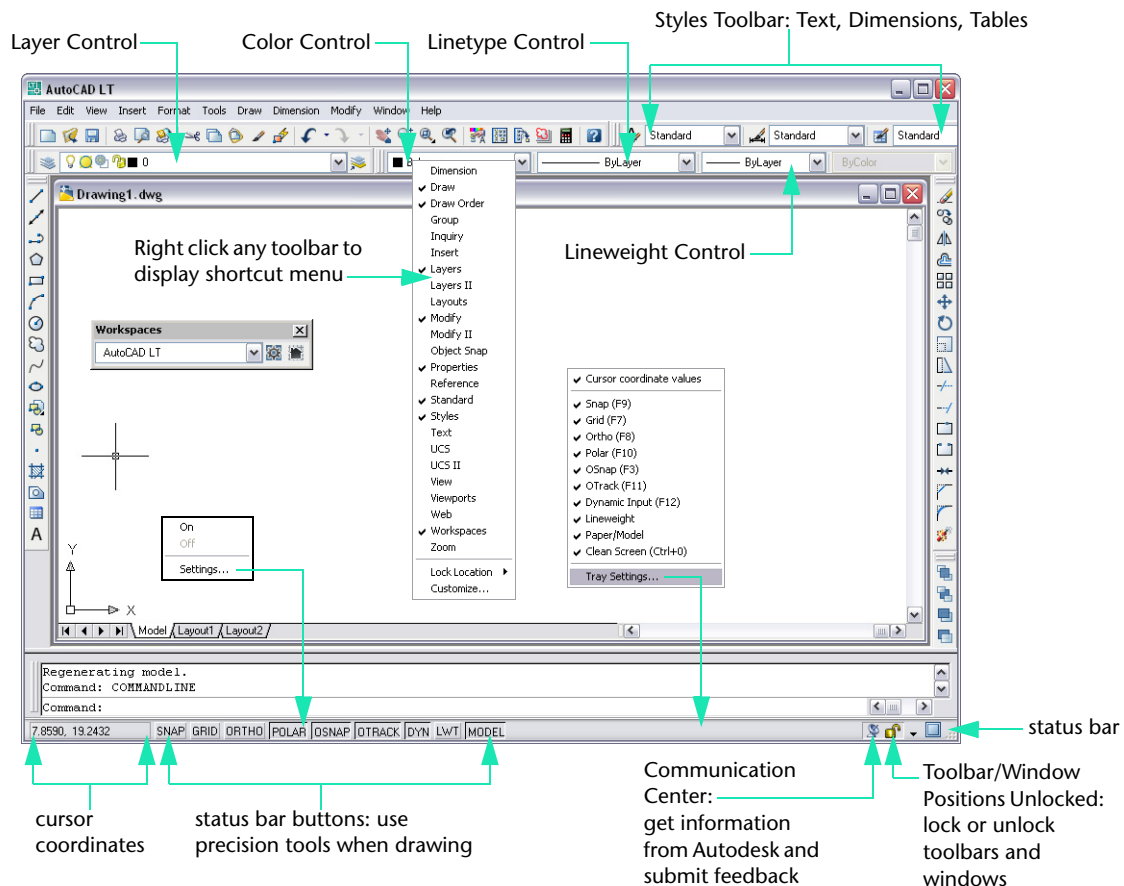 Styles Toolbar: Text, Dimensions, Tables
Layer Control
Color Control
Linetype Control
AutoCAD LT
File Edit View Insert Format Tools Draw Dimension Modify Window Help
Standard Standard Standard
0 ByLayer ByLayer ByColor
Drawing1.dwg
Right click any toolbar to
display shortcut menu
Lineweight Control
Workspaces
AutoCAD LT
Dimension
Draw
Draw Order
Group
Inquiry
Insert
Layers
Layers II
Layouts
Modify
Modify II
Object Snap
Properties
Reference
Standard
Styles
Text
UCS
UCS II
View
Viewports
Web
Workspaces
Zoom
Lock Location
Customize...
Cursor coordinate values
Snap (F9)
Grid (F7)
Ortho (F8)
Polar (F10)
OSnap (F3)
OTrack (F11)
Dynamic Input (F12)
Lineweight
Paper/Model
Clean Screen (Ctrl+0)
Tray Settings...
On
Off
Settings...
A
Y
X
Model Layout1 Layout2
Regenerating model.
Command: COMMANDLINE
Command:
7.8590, 19.2432 SNAP GRID ORTHO POLAR OSNAP OTRACK DYN LWT MODEL
status bar
cursor
coordinates
status bar buttons: use
precision tools when drawing
Communication
Center:
get information
from Autodesk and
submit feedback
Toolbar/Window
Positions Unlocked:
lock or unlock
toolbars and
windows